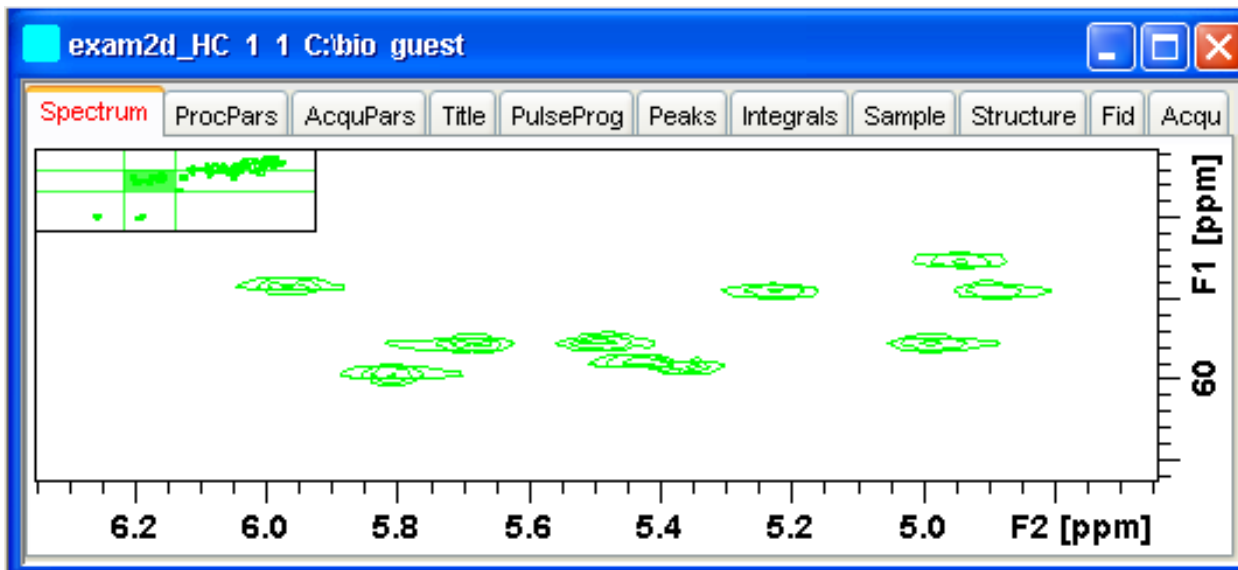 exam2d_HC 1 1 C:\bio guest
Spectrum ProcPars AcquPars Title PulseProg Peaks Integrals Sample Structure Fid Acqu
F1 [ppm]
60
6.2 6.0 5.8 5.6 5.4 5.2 5.0 F2 [ppm]